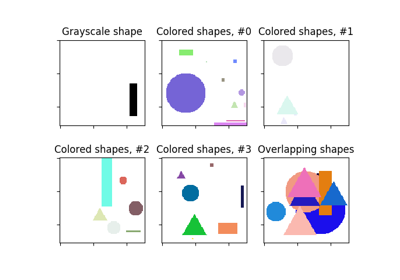 Grayscale shape
Colored shapes, #0
Colored shapes, #1
Colored shapes, #2
Colored shapes, #3
Overlapping shapes